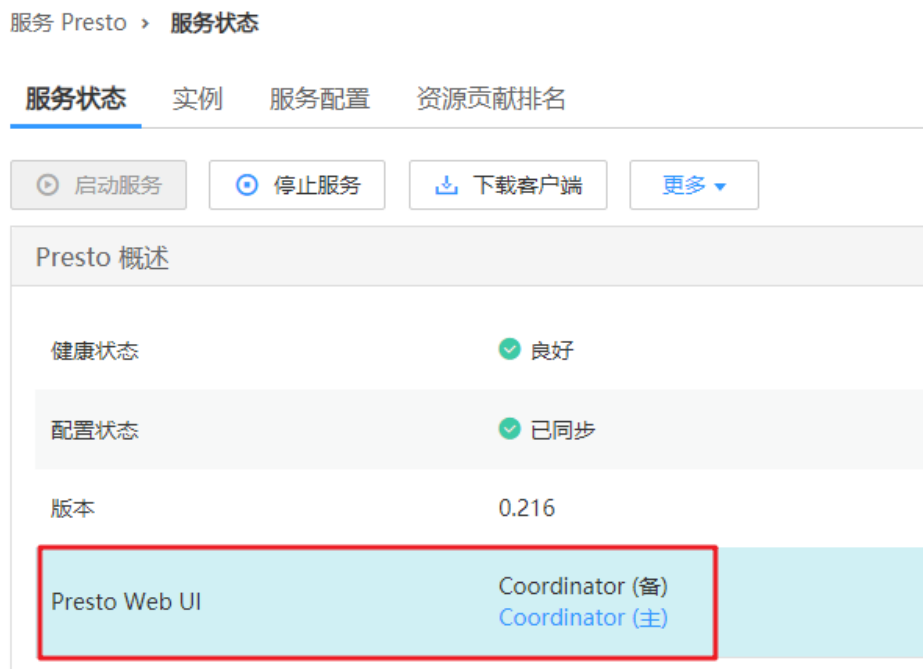 服务 Presto › 服务状态
服务状态 实例 服务配置 资源贡献排名
启动服务 停止服务 下载客户端 更多
Presto 概述
健康状态 良好
配置状态 已同步
版本 0.216
Presto Web UI Coordinator (备)
Coordinator (主)